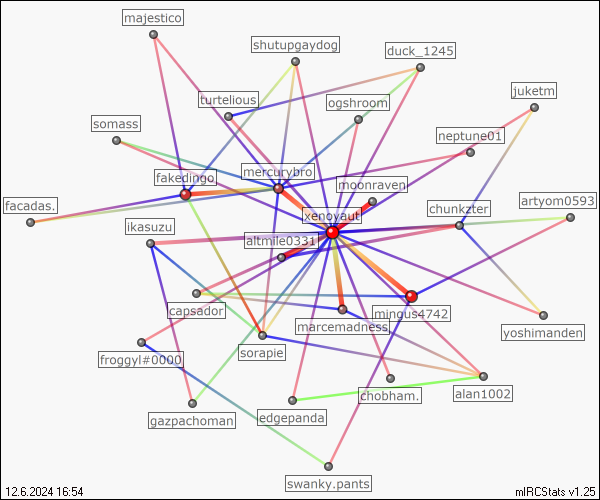 majestico
shutupgaydog
duck_1245
juketm
turtelious
ogshroom
somass
neptune01
fakedingo.
mercurybro
moonraven
facadas.
xenoyaut
chunkzter
artyom0593
ikasuzu
altmile0331
capsador
mingus4742
marcemadness.
yoshimanden
froggyl#0000
sorapie
gazpachoman
edgepanda
chobham.
alan1002
swanky.pants
12.6.2024 16:54
mIRCStats v1.25